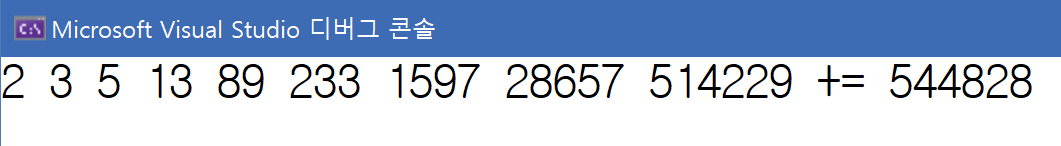 C:\ Microsoft Visual Studio 디버그 콘솔
2 3 5 13 89 233 1597 28657 514229 += 544828